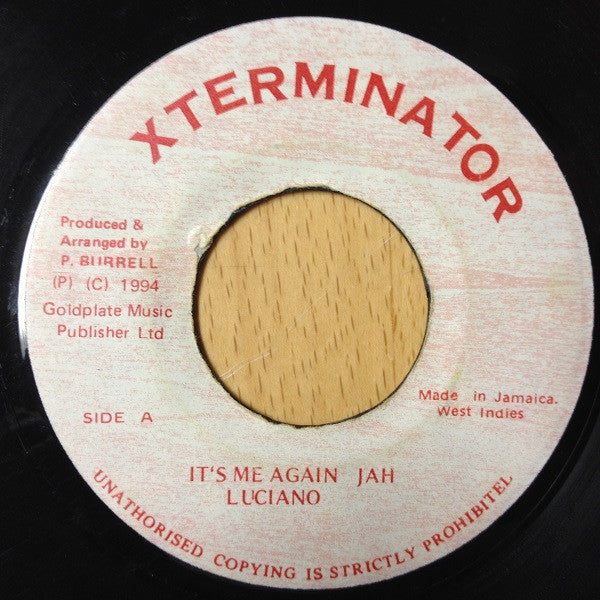 XTERMINATOR
Produced &
Arranged by
P. BURRELL
(P) (C) 1994
Goldplate Music
Publisher Ltd
SIDE A
Made in Jamaica.
West Indies
IT'S ME AGAIN JAH
LUCIANO
UNATHORISED COPYING IS STRICTLY PROHIBITEL